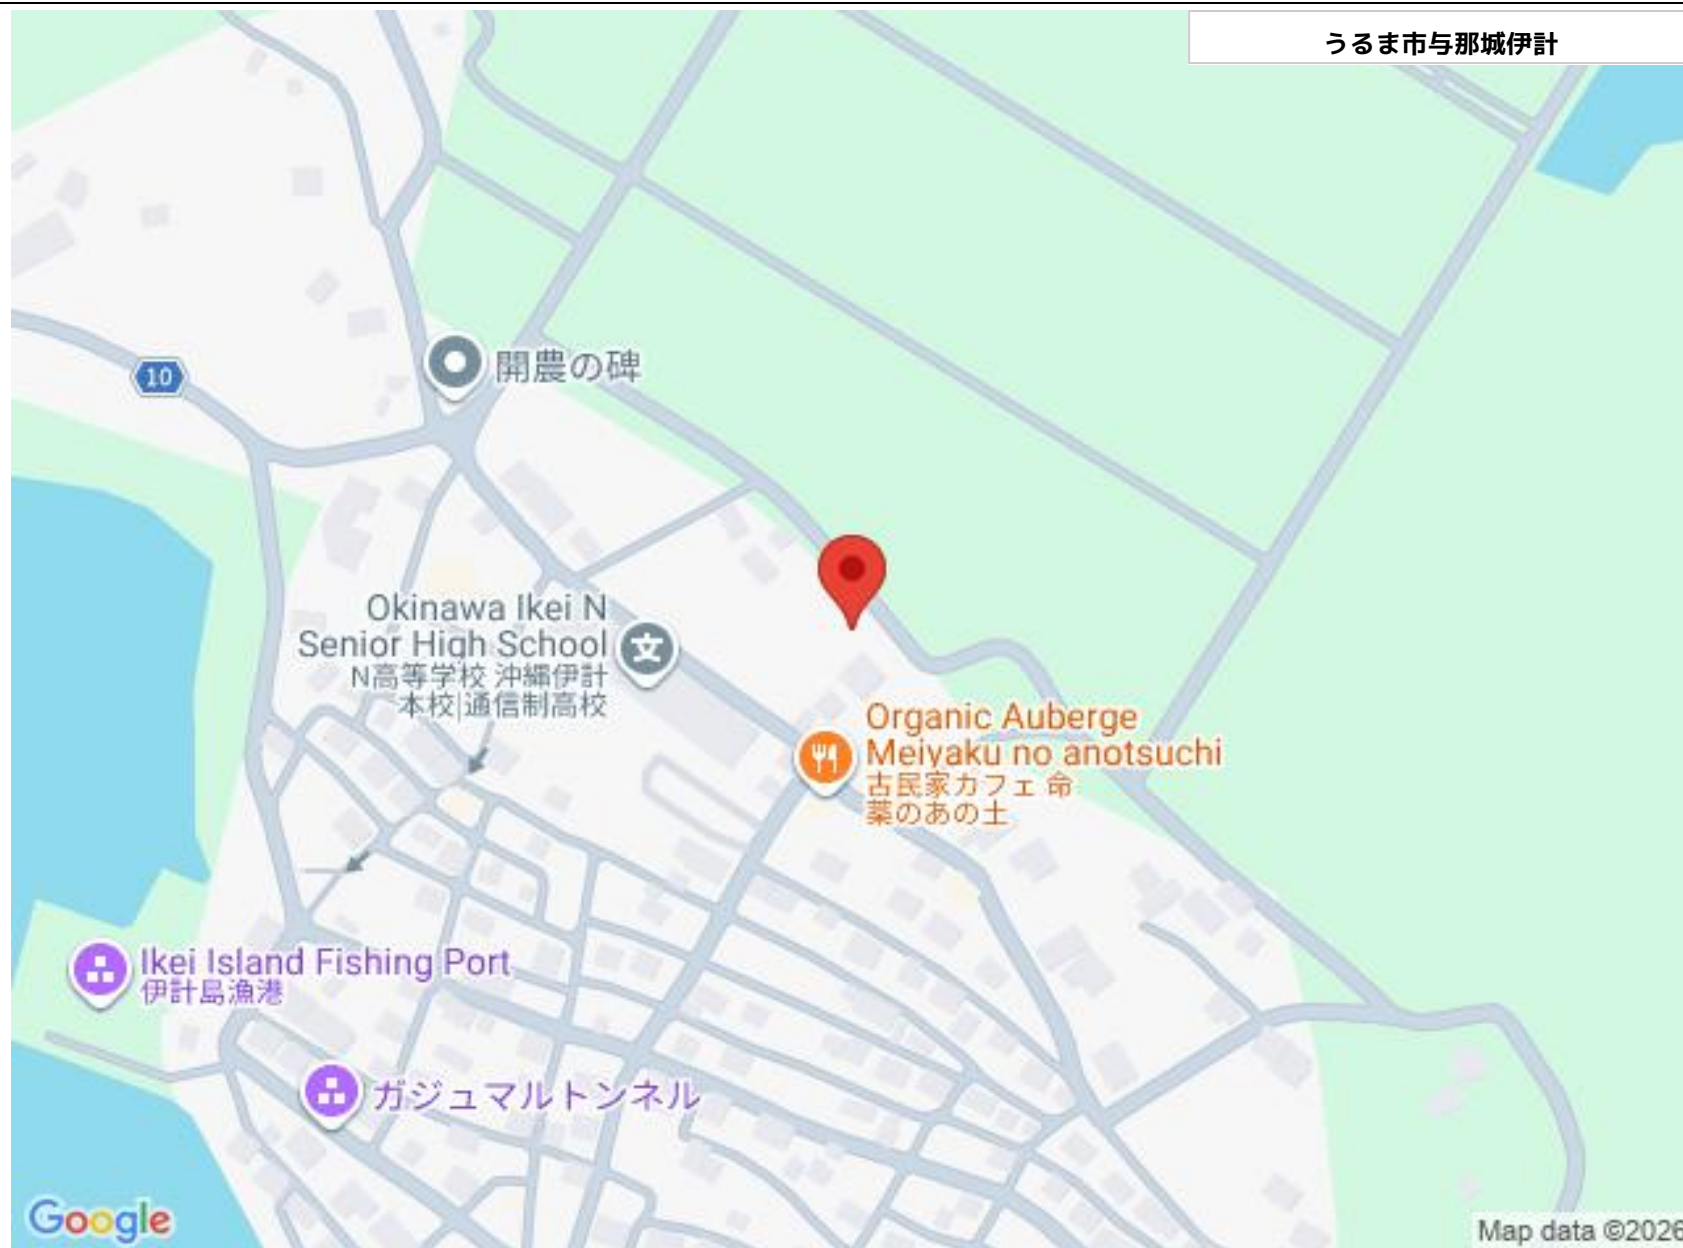 うるま市与那城伊計
10
開農の碑
Okinawa Ikei N
Senior High School
N高等学校 沖縄伊計
本校|通信制高校
文
Organic Auberge
Meiyaku no anotsuchi
古民家カフェ 命
薬のあの土
Ikei Island Fishing Port
伊計島漁港
ガジュマルトンネル
Google
Map data ©2026